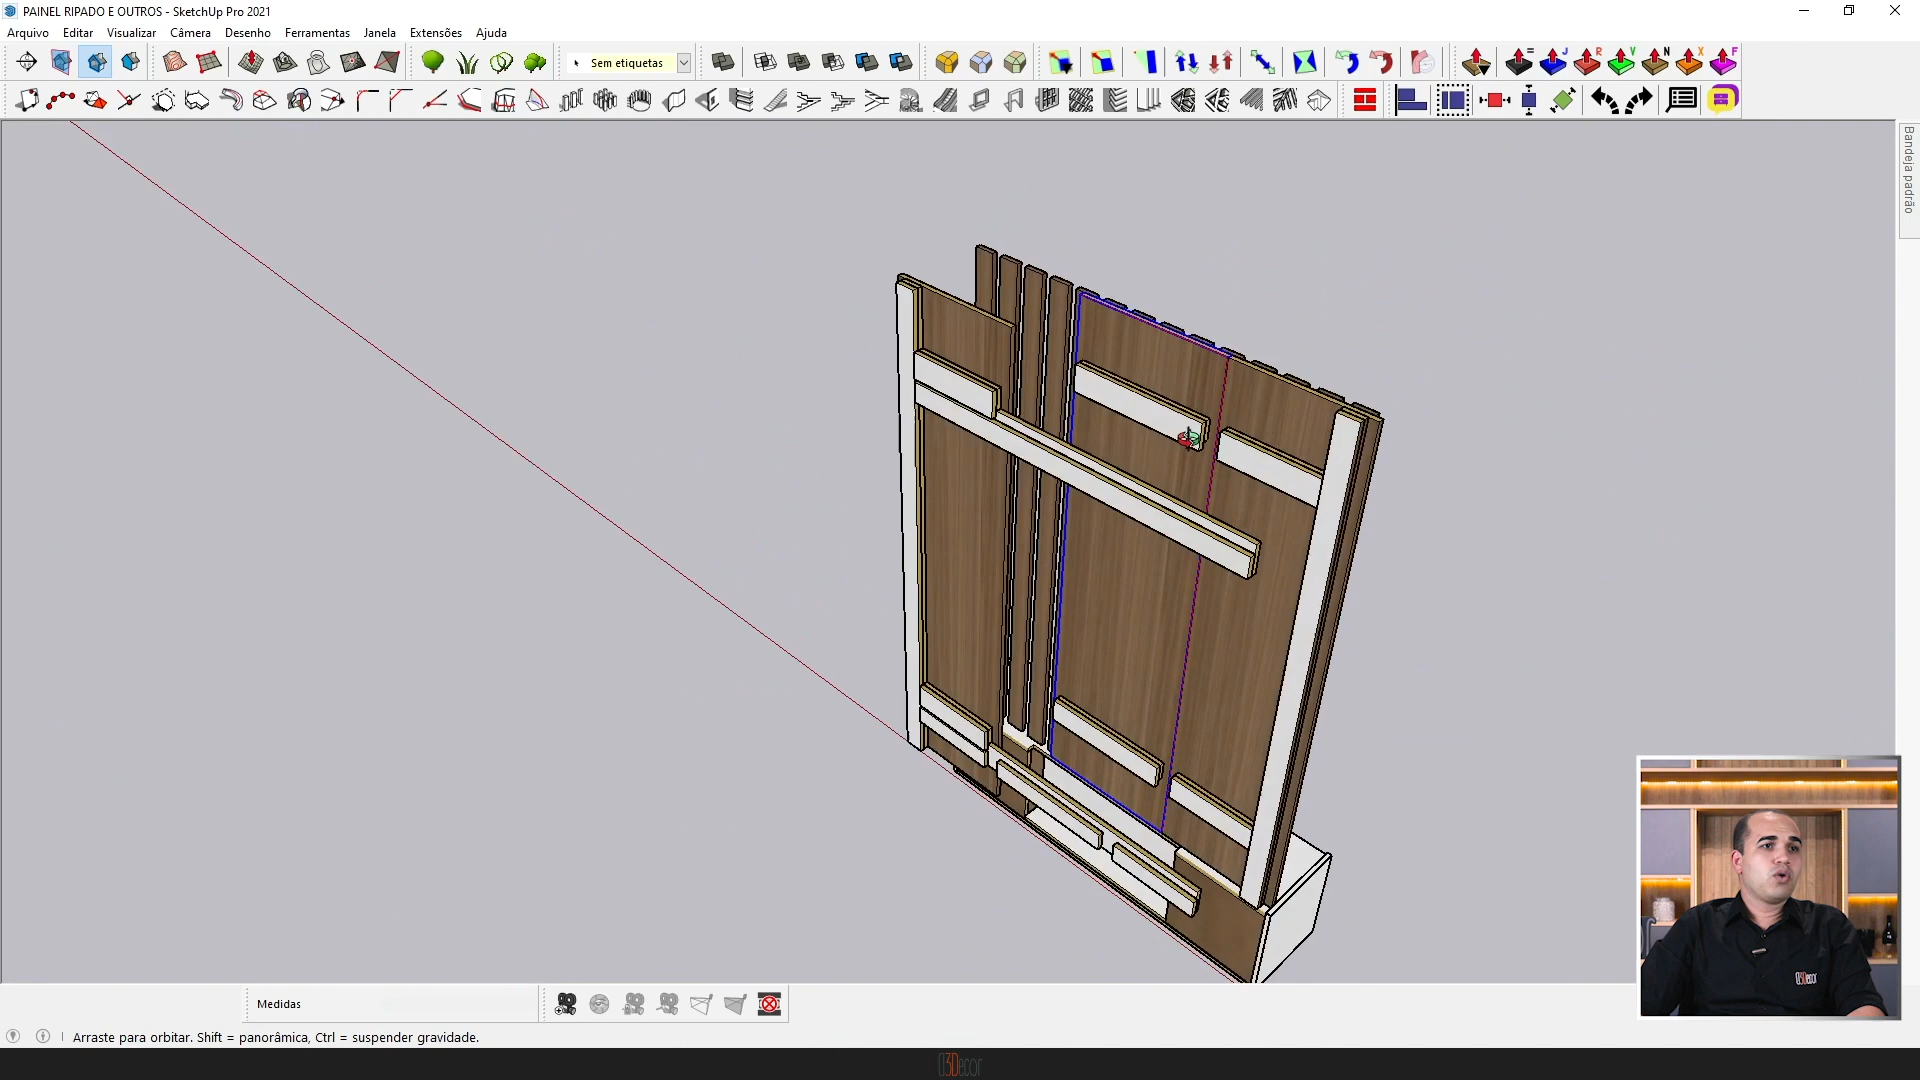 PAINEL RIPADO E OUTROS - SketchUp Pro 2021
Arquivo Editar Visualizar Câmera Desenho Ferramentas Janela Extensões Ajuda
Sem etiquetas
= J R V N X F
Bandeja padrão
Medidas
Arraste para orbitar. Shift = panorâmica, Ctrl = suspender gravidade.
D3Decor